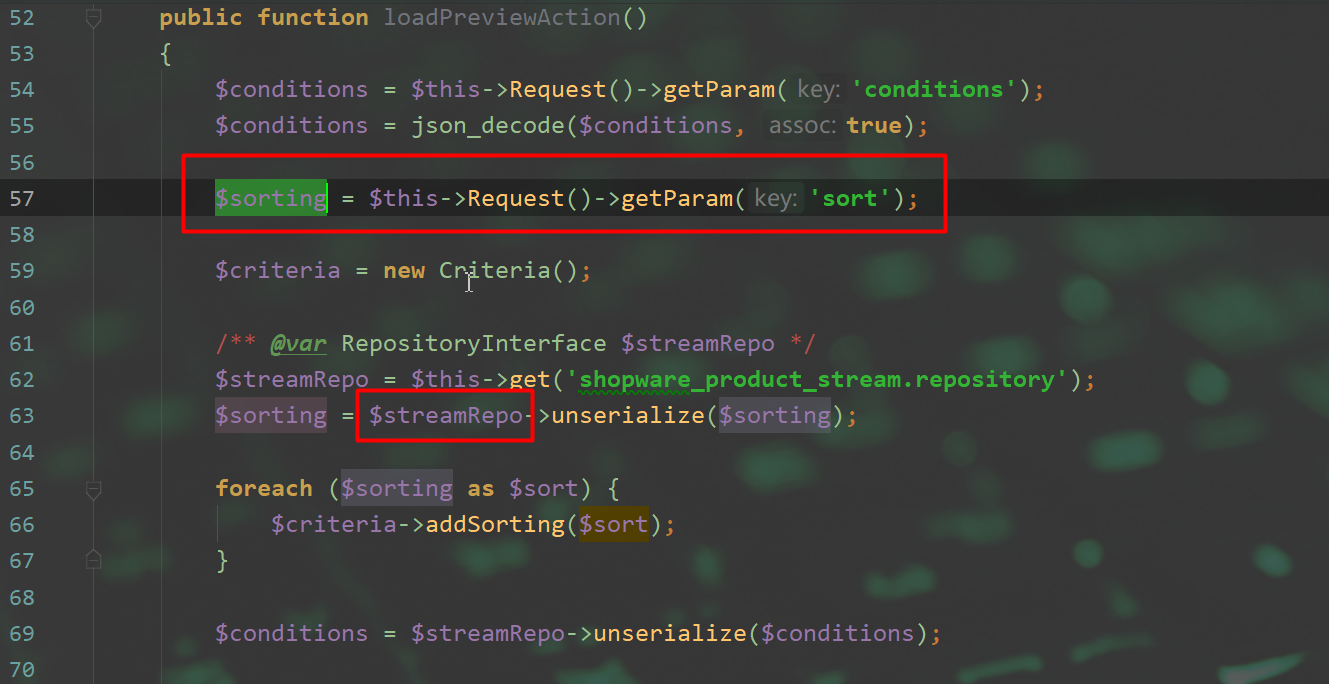 52 public function loadPreviewAction()
53 {
54 $conditions = $this->Request()->getParam( key: 'conditions');
55 $conditions = json_decode($conditions, assoc: true);
56
57 $sorting = $this->Request()->getParam( key: 'sort');
58
59 $criteria = new Criteria();
60
61 /** @var RepositoryInterface $streamRepo */
62 $streamRepo = $this->get('shopware_product_stream.repository');
63 $sorting = $streamRepo->unserialize($sorting);
64
65 foreach ($sorting as $sort) {
66 $criteria->addSorting($sort);
67 }
68
69 $conditions = $streamRepo->unserialize($conditions);
70